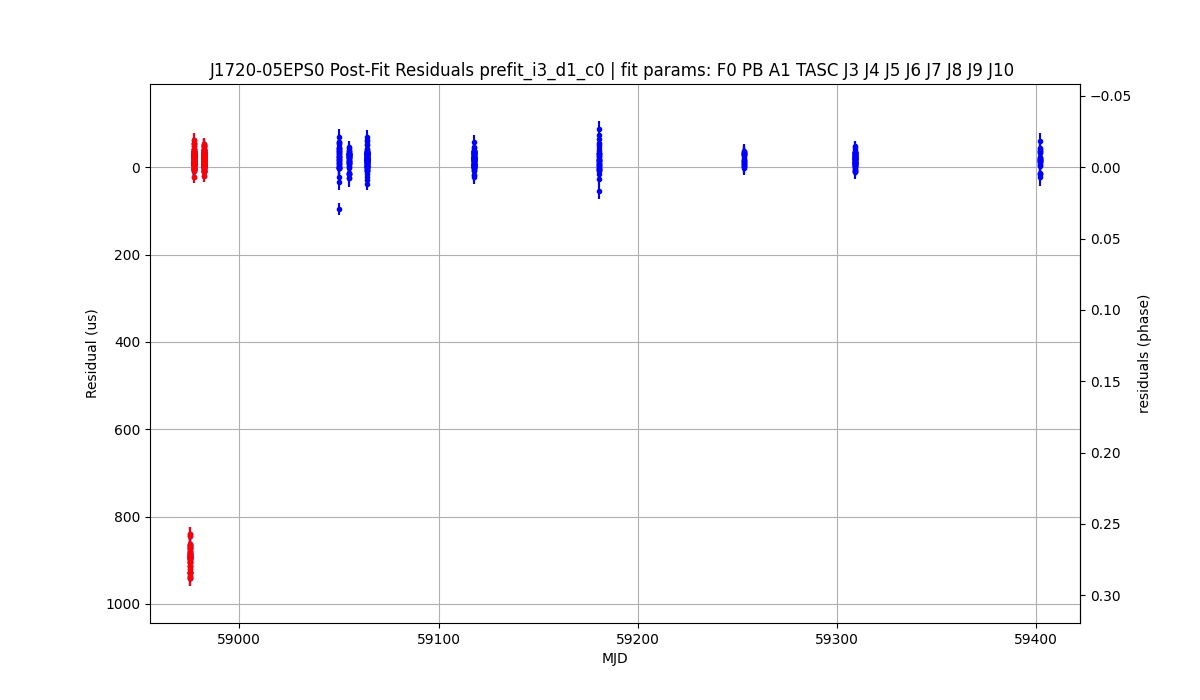 J1720-05EPS0 Post-Fit Residuals prefit_i3_d1_c0 | fit params: F0 PB A1 TASC J3 J4 J5 J6 J7 J8 J9 J10
−0.05
0 0.00
0.05
200
0.10
400
0.15
600
0.20
800
0.25
1000
0.30
Residual (us)
residuals (phase)
59000 59100 59200 59300 59400
MJD